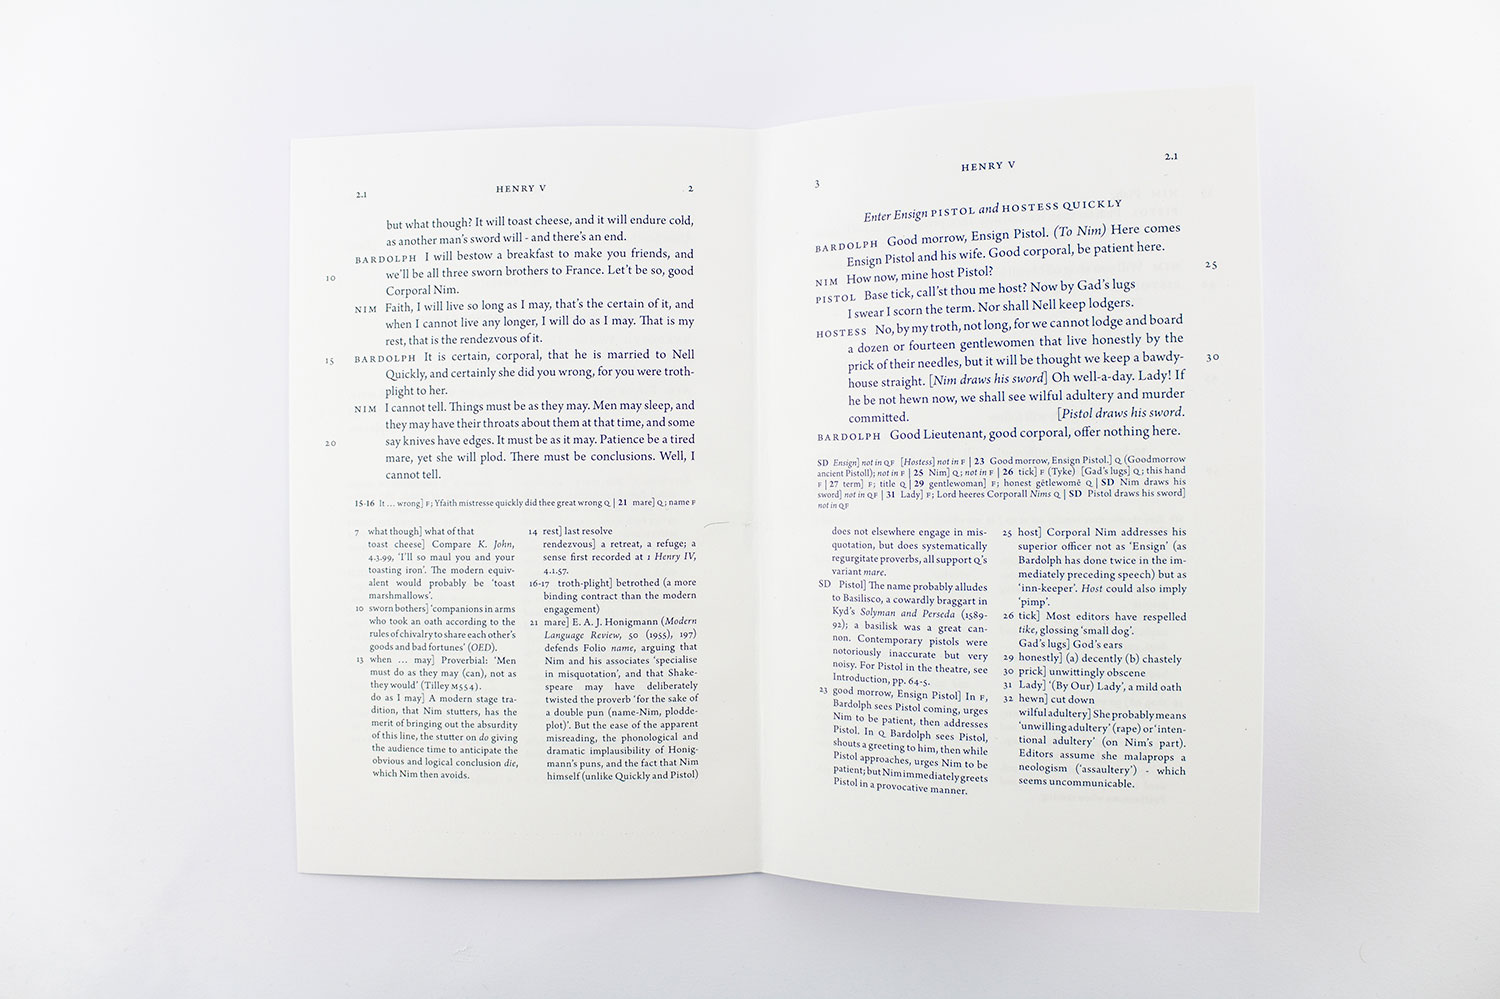 2.1
HENRY V
2
but what though? It will toast cheese, and it will endure cold,
as another man's sword will - and there's an end.
BARDOLPH I will bestow a breakfast to make you friends, and
10
we'll be all three sworn brothers to France. Let't be so, good
Corporal Nim.
NIM Faith, I will live so long as I may, that's the certain of it, and
when I cannot live any longer, I will do as I may. That is my
rest, that is the rendezvous of it.
15
BARDOLPH It is certain, corporal, that he is married to Nell
Quickly, and certainly she did you wrong, for you were troth-
plight to her.
NIM I cannot tell. Things must be as they may. Men may sleep, and
they may have their throats about them at that time, and some
20
say knives have edges. It must be as it may. Patience be a tired
mare, yet she will plod. There must be conclusions. Well, I
cannot tell.
15-16 It ... wrong] F; Yfaith mistresse quickly did thee great wrong Q | 21 mare] Q; name F
7 what though] what of that
toast cheese] Compare K. John,
4.3.99, 'I'll so maul you and your
toasting iron'. The modern equiv-
alent would probably be 'toast
marshmallows'.
10 sworn bothers] 'companions in arms
who took an oath according to the
rules of chivalry to share each other's
goods and bad fortunes' (OED).
13 when ... may] Proverbial: 'Men
must do as they may (can), not as
they would' (Tilley M554).
do as I may] A modern stage tra-
dition, that Nim stutters, has the
merit of bringing out the absurdity
of this line, the stutter on do giving
the audience time to anticipate the
obvious and logical conclusion die,
which Nim then avoids.
14 rest] last resolve
rendezvous] a retreat, a refuge; a
sense first recorded at 1 Henry IV,
4.1.57.
16-17 troth-plight] betrothed (a more
binding contract than the modern
engagement)
21 mare] E. A. J. Honigmann (Modern
Language Review, 50 (1955), 197)
defends Folio name, arguing that
Nim and his associates 'specialise
in misquotation', and that Shake-
speare may have deliberately
twisted the proverb 'for the sake of
a double pun (name-Nim, plodde-
plot)'. But the ease of the apparent
misreading, the phonological and
dramatic implausibility of Honig-
mann's puns, and the fact that Nim
himself (unlike Quickly and Pistol)
3
HENRY V
2.1
Enter Ensign PISTOL and HOSTESS QUICKLY
BARDOLPH Good morrow, Ensign Pistol. (To Nim) Here comes
Ensign Pistol and his wife. Good corporal, be patient here.
25
NIM How now, mine host Pistol?
PISTOL Base tick, call'st thou me host? Now by Gad's lugs
I swear I scorn the term. Nor shall Nell keep lodgers.
HOSTESS No, by my troth, not long, for we cannot lodge and board
a dozen or fourteen gentlewomen that live honestly by the
30
prick of their needles, but it will be thought we keep a bawdy-
house straight. [Nim draws his sword] Oh well-a-day. Lady! If
he be not hewn now, we shall see wilful adultery and murder
committed. [Pistol draws his sword.
BARDOLPH Good Lieutenant, good corporal, offer nothing here.
SD Ensign] not in QF [Hostess] not in F | 23 Good morrow, Ensign Pistol.] Q (Goodmorrow
ancient Pistoll); not in F | 25 Nim] Q; not in F | 26 tick] F (Tyke) [Gad's lugs] Q; this hand
F | 27 term] F; title Q | 29 gentlewoman] F; honest gẽtlewomẽ Q | SD Nim draws his
sword] not in QF | 31 Lady] F; Lord heeres Corporall Nims Q | SD Pistol draws his sword]
not in QF
does not elsewhere engage in mis-
quotation, but does systematically
regurgitate proverbs, all support Q's
variant mare.
SD Pistol] The name probably alludes
to Basilisco, a cowardly braggart in
Kyd's Solyman and Perseda (1589-
92); a basilisk was a great can-
non. Contemporary pistols were
notoriously inaccurate but very
noisy. For Pistol in the theatre, see
Introduction, pp. 64-5.
23 good morrow, Ensign Pistol] In F,
Bardolph sees Pistol coming, urges
Nim to be patient, then addresses
Pistol. In Q Bardolph sees Pistol,
shouts a greeting to him, then while
Pistol approaches, urges Nim to be
patient; but Nim immediately greets
Pistol in a provocative manner.
25 host] Corporal Nim addresses his
superior officer not as 'Ensign' (as
Bardolph has done twice in the im-
mediately preceding speech) but as
'inn-keeper'. Host could also imply
'pimp'.
26 tick] Most editors have respelled
tike, glossing 'small dog'.
Gad's lugs] God's ears
29 honestly] (a) decently (b) chastely
30 prick] unwittingly obscene
31 Lady] '(By Our) Lady', a mild oath
32 hewn] cut down
wilful adultery] She probably means
'unwilling adultery' (rape) or 'inten-
tional adultery' (on Nim's part).
Editors assume she malaprops a
neologism ('assaultery') - which
seems uncommunicable.